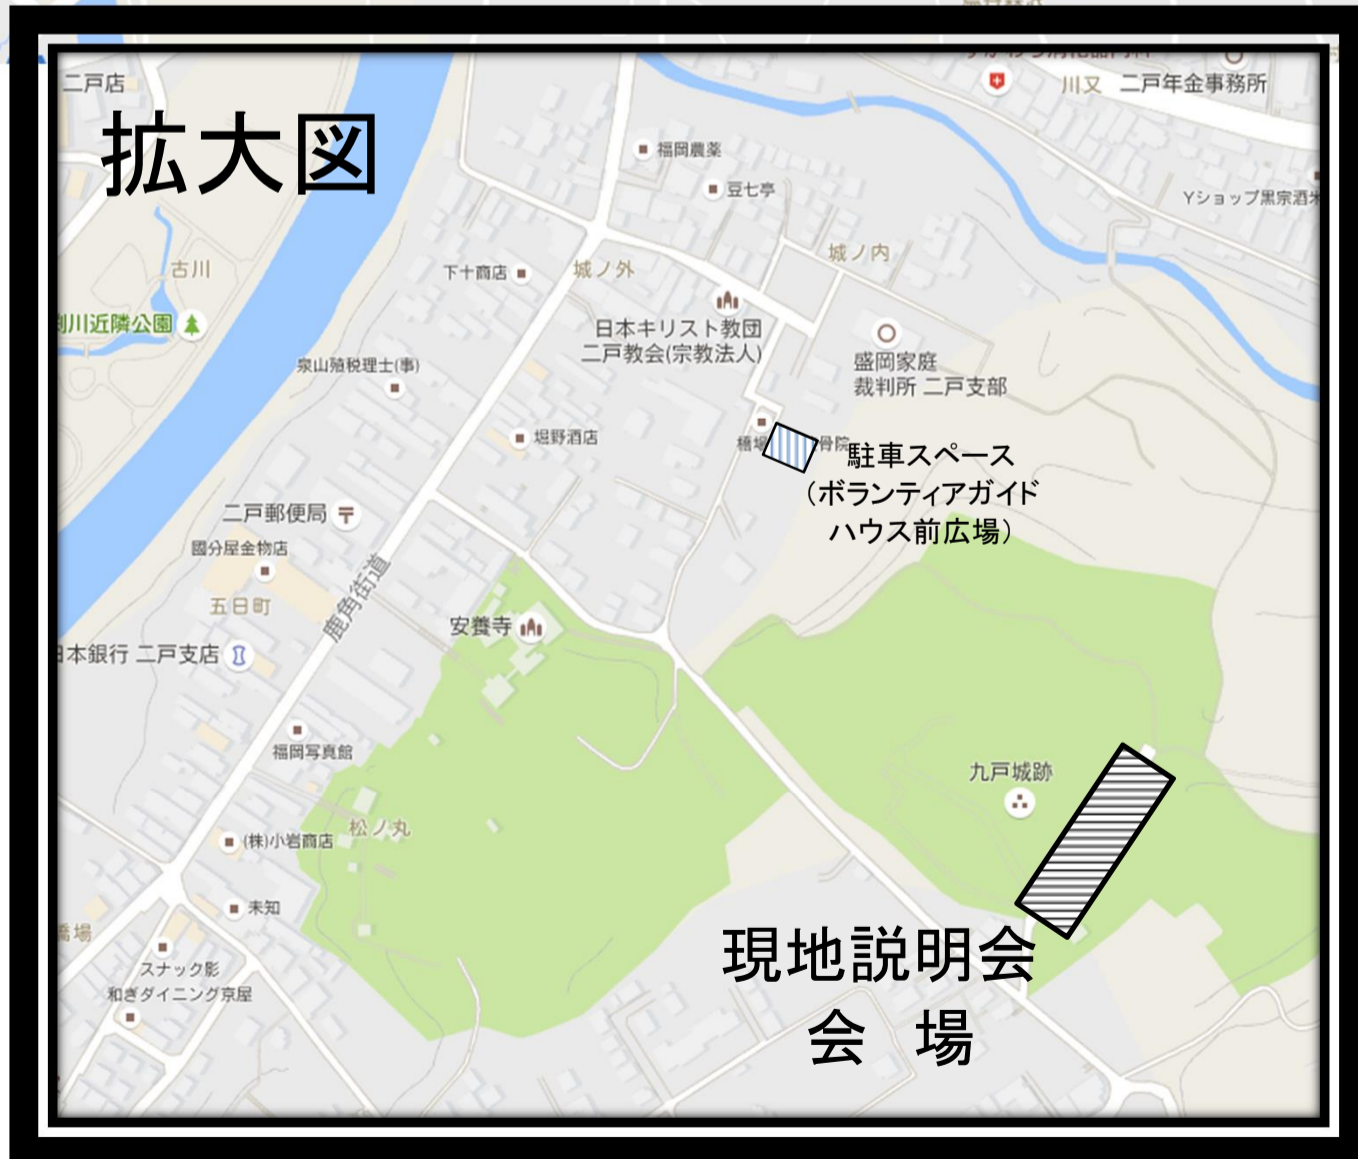 二戸店
川又
二戸年金事務所
拡大図
福岡農薬
豆七亭
Yショップ黒宗酒米
古川
下十商店
城ノ外
城ノ内
川近隣公園
日本キリスト教団
二戸教会(宗教法人)
盛岡家庭
裁判所 二戸支部
泉山殖税理士(事)
堀野酒店
骨院
駐車スペース
（ボランティアガイド
ハウス前広場）
二戸郵便局
國分屋金物店
五日町
鹿角街道
安養寺
日本銀行 二戸支店
福岡写真館
九戸城跡
松ノ丸
(株)小岩商店
未知
現地説明会
会　場
スナック影
和ぎダイニング京屋